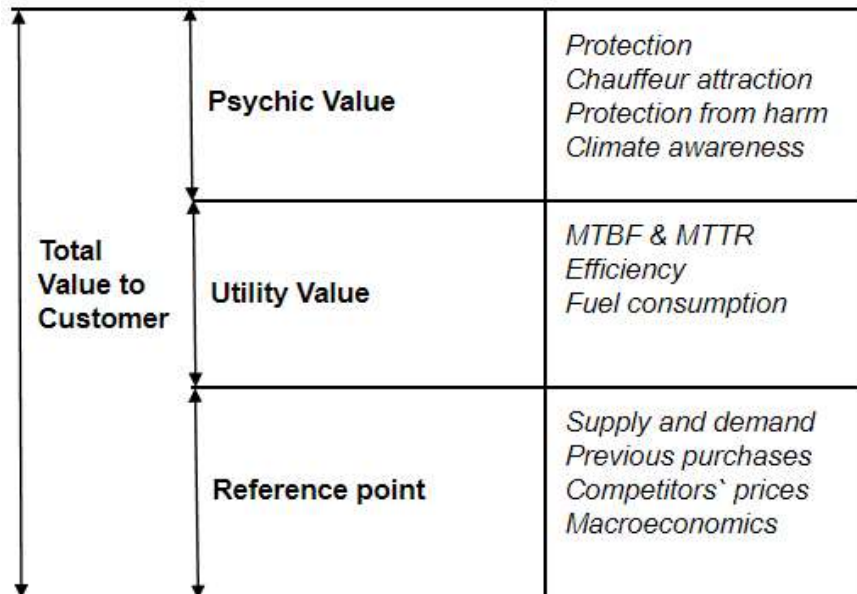 Total
Value to
Customer
Psychic Value
Protection
Chauffeur attraction
Protection from harm
Climate awareness
Utility Value
MTBF & MTTR
Efficiency
Fuel consumption
Reference point
Supply and demand
Previous purchases
Competitors` prices
Macroeconomics